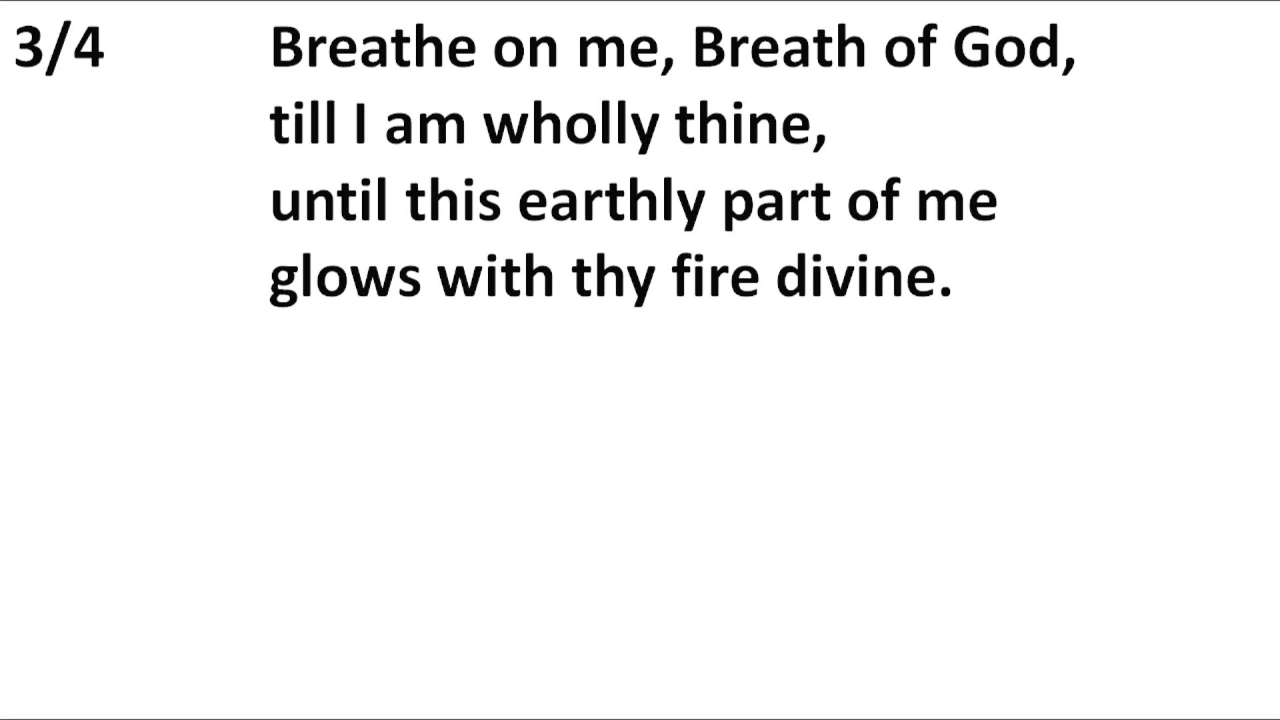 3/4 Breathe on me, Breath of God,
till I am wholly thine,
until this earthly part of me
glows with thy fire divine.